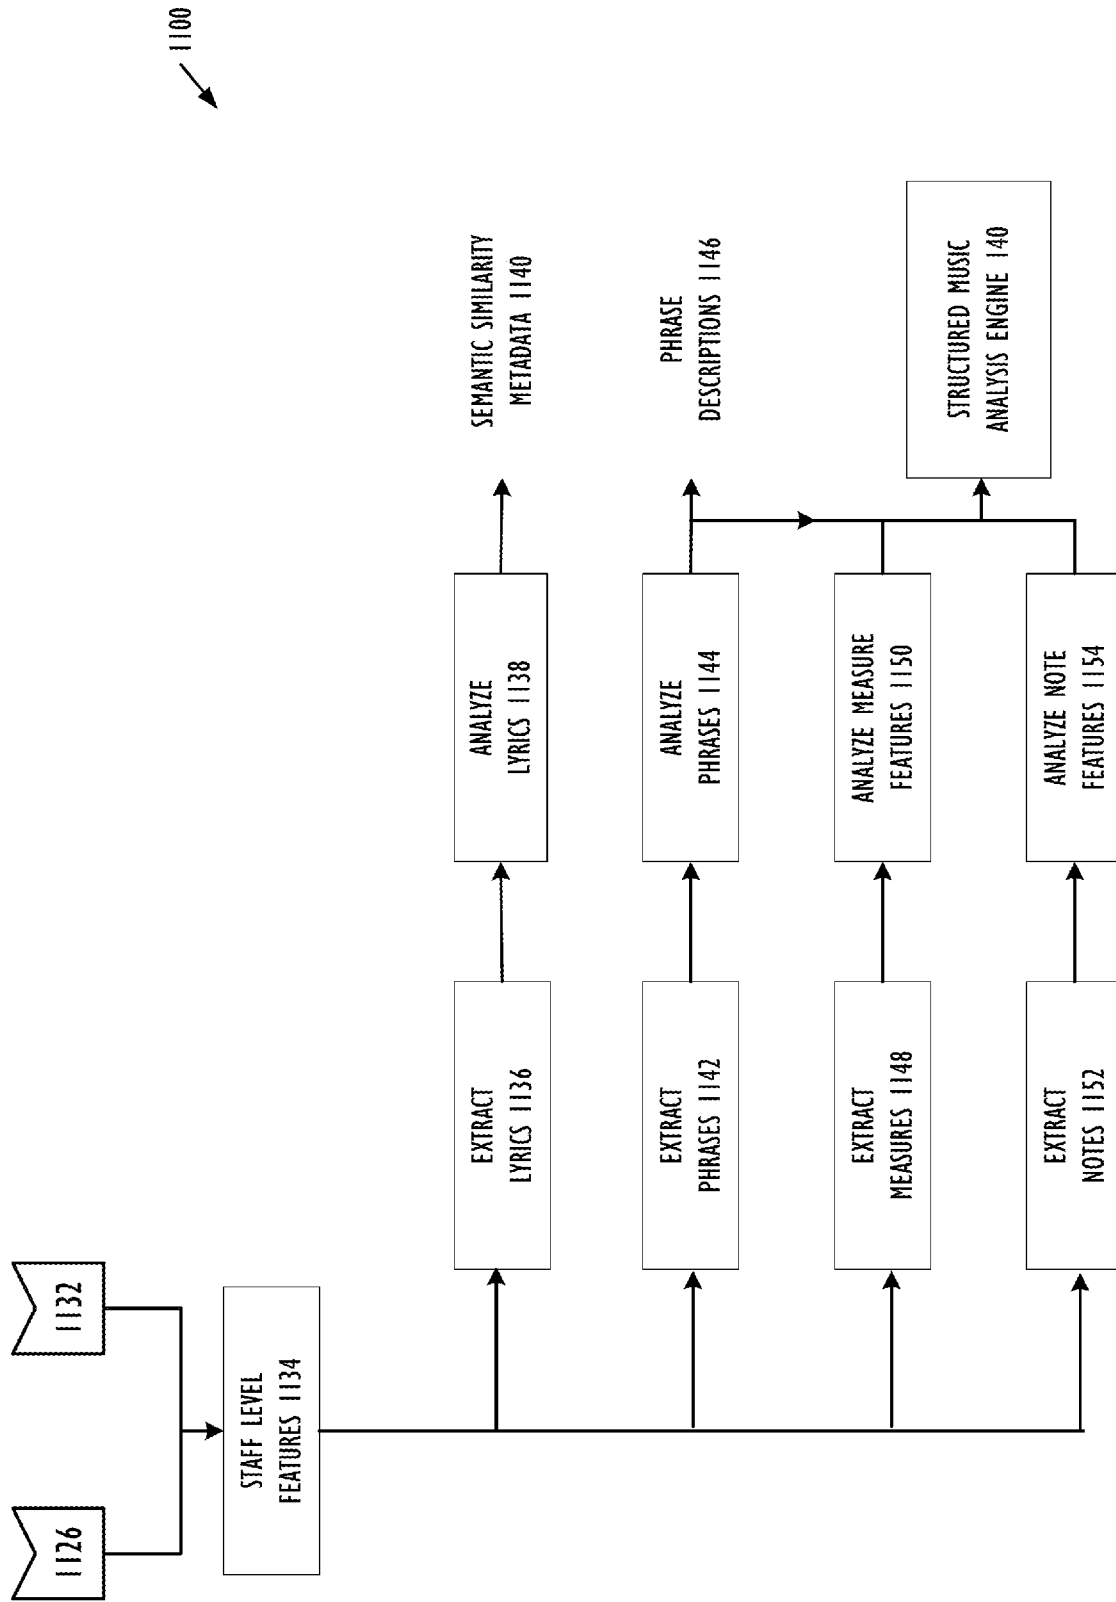 1100
1126
1132
STAFF LEVEL
FEATURES 1134
EXTRACT
LYRICS 1136
ANALYZE
LYRICS 1138
SEMANTIC SIMILARITY
METADATA 1140
EXTRACT
PHRASES 1142
ANALYZE
PHRASES 1144
PHRASE
DESCRIPTIONS 1146
EXTRACT
MEASURES 1148
ANALYZE MEASURE
FEATURES 1150
STRUCTURED MUSIC
ANALYSIS ENGINE 140
EXTRACT
NOTES 1152
ANALYZE NOTE
FEATURES 1154